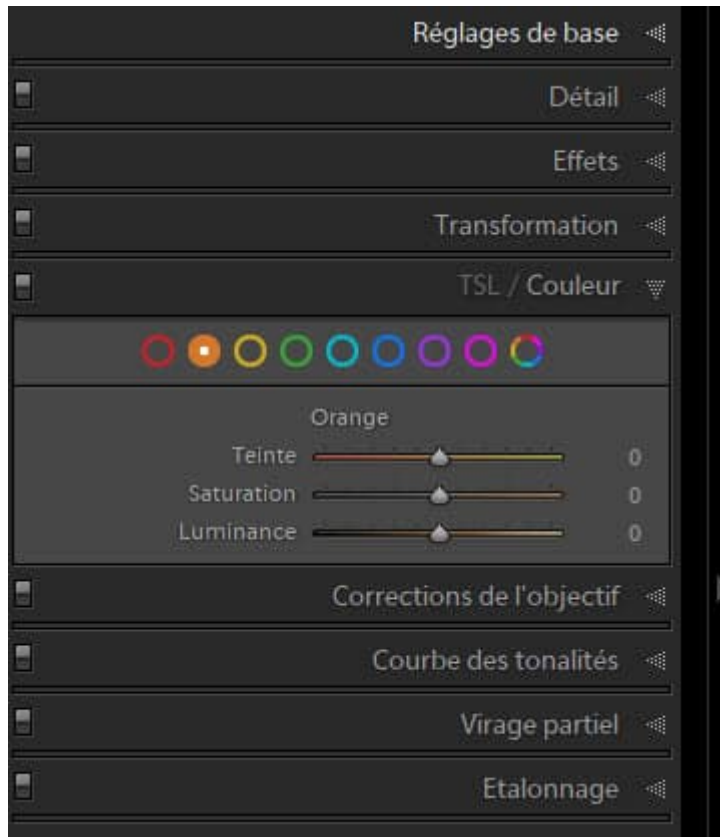 Réglages de base
Détail
Effets
Transformation
TSL / Couleur
Orange
Teinte 0
Saturation 0
Luminance 0
Corrections de l'objectif
Courbe des tonalités
Virage partiel
Etalonnage